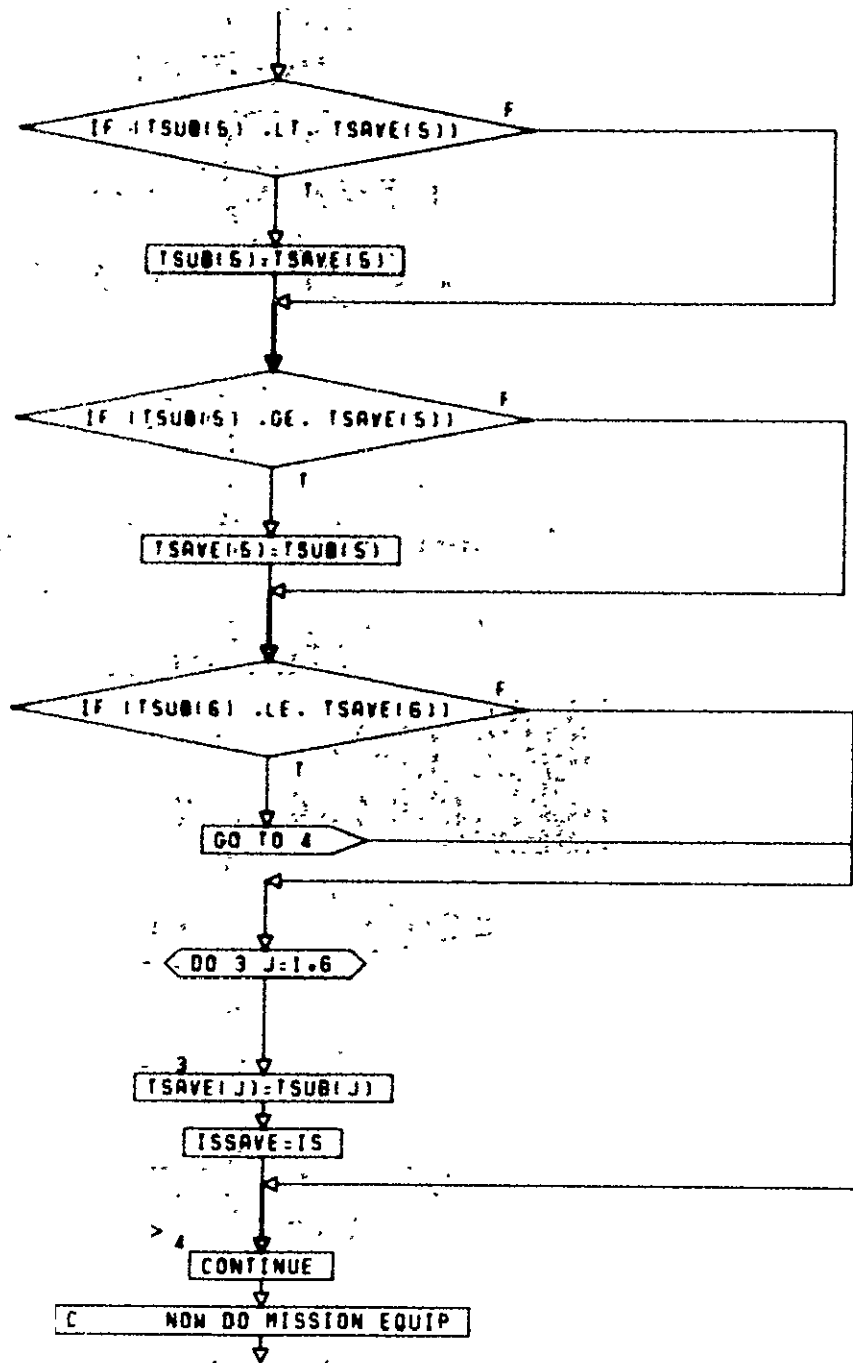 IF (TSUB(5) .LT. TSAVE(5))
F
T
TSUB(5)=TSAVE(5)
IF (TSUB(5) .GE. TSAVE(5))
F
T
TSAVE(5)=TSUB(5)
IF (TSUB(6) .LE. TSAVE(6))
F
T
GO TO 4
DO 3 J=1,6
3
TSAVE(J)=TSUB(J)
ISSAVE=IS
>
4
CONTINUE
C NOW DO MISSION EQUIP